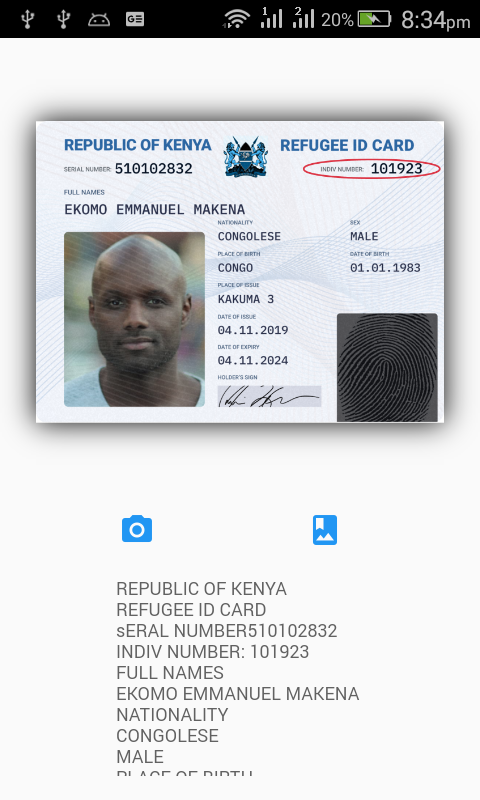 1 2 20% 8:34pm
REPUBLIC OF KENYA REFUGEE ID CARD
SERIAL NUMBER: 510102832 INDIV NUMBER: 101923
FULL NAMES
EKOMO EMMANUEL MAKENA
NATIONALITY SEX
CONGOLESE MALE
PLACE OF BIRTH DATE OF BIRTH
CONGO 01.01.1983
PLACE OF ISSUE
KAKUMA 3
DATE OF ISSUE
04.11.2019
DATE OF EXPIRY
04.11.2024
HOLDER'S SIGN
REPUBLIC OF KENYA
REFUGEE ID CARD
sERAL NUMBER510102832
INDIV NUMBER: 101923
FULL NAMES
EKOMO EMMANUEL MAKENA
NATIONALITY
CONGOLESE
MALE
PLACE OF BIRTH